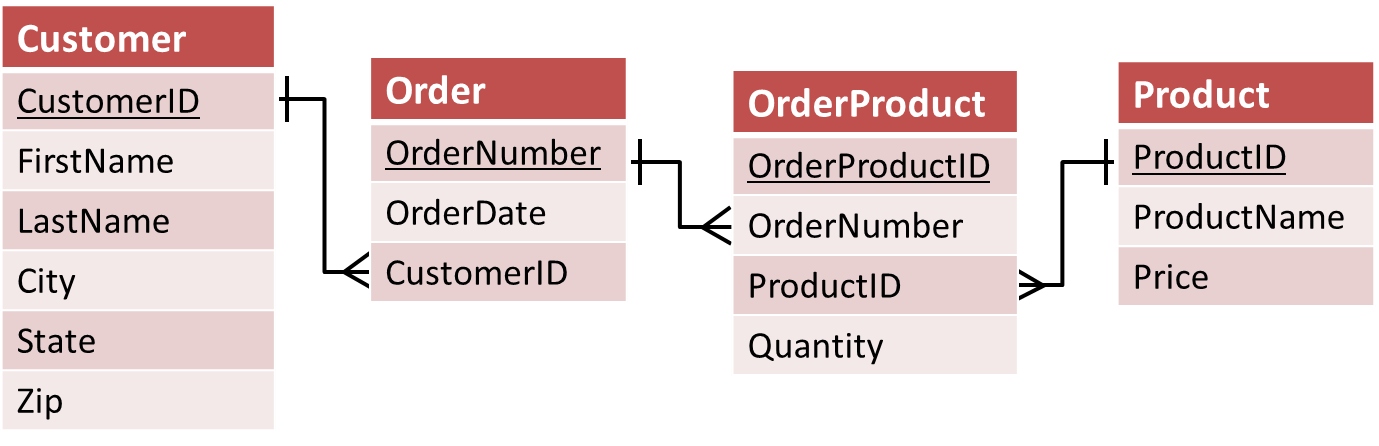 Customer
CustomerID
FirstName
LastName
City
State
Zip
Order
OrderNumber
OrderDate
CustomerID
OrderProduct
OrderProductID
OrderNumber
ProductID
Quantity
Product
ProductID
ProductName
Price